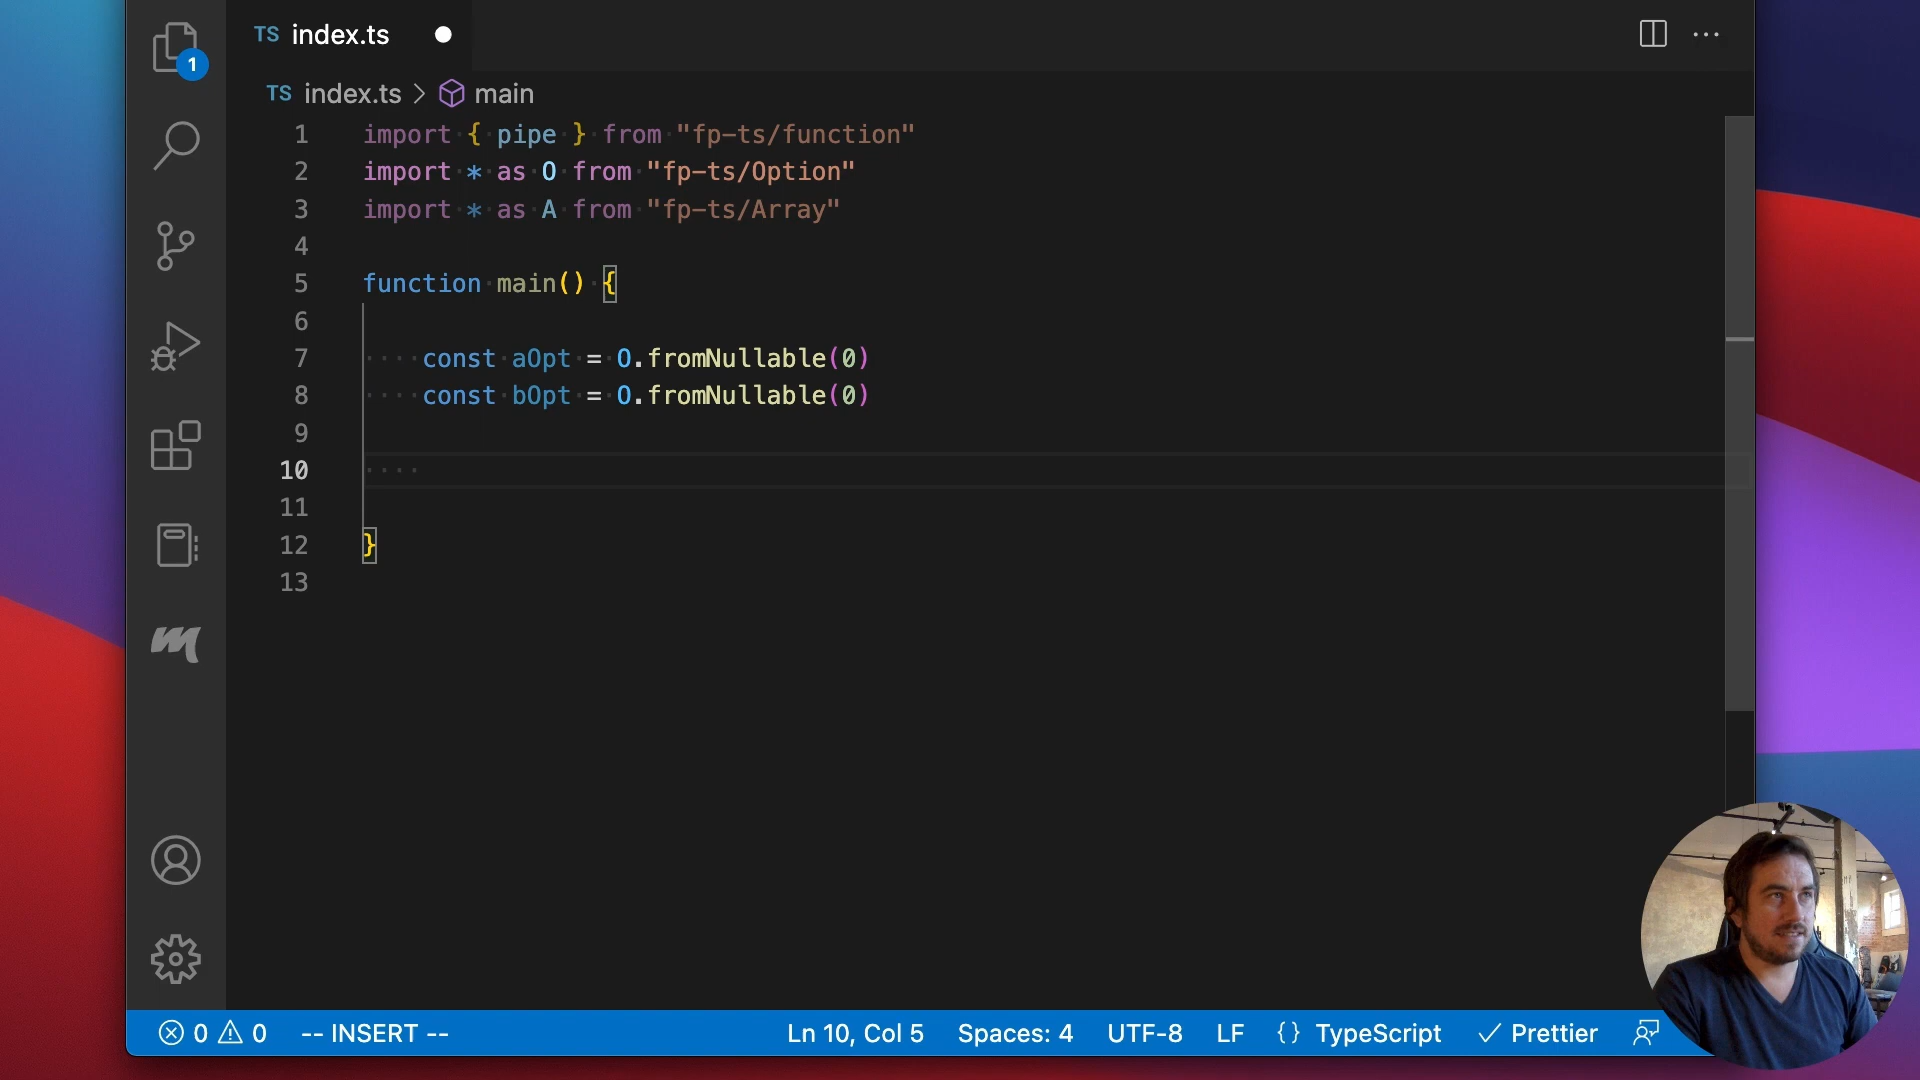 1
TS index.ts
TS index.ts > main
1 import { pipe } from "fp-ts/function"
2 import * as O from "fp-ts/Option"
3 import * as A from "fp-ts/Array"
4
5 function main() {
6
7 const aOpt = O.fromNullable(0)
8 const bOpt = O.fromNullable(0)
9
10
11
12 }
13
0 0 -- INSERT -- Ln 10, Col 5 Spaces: 4 UTF-8 LF {} TypeScript ✓ Prettier